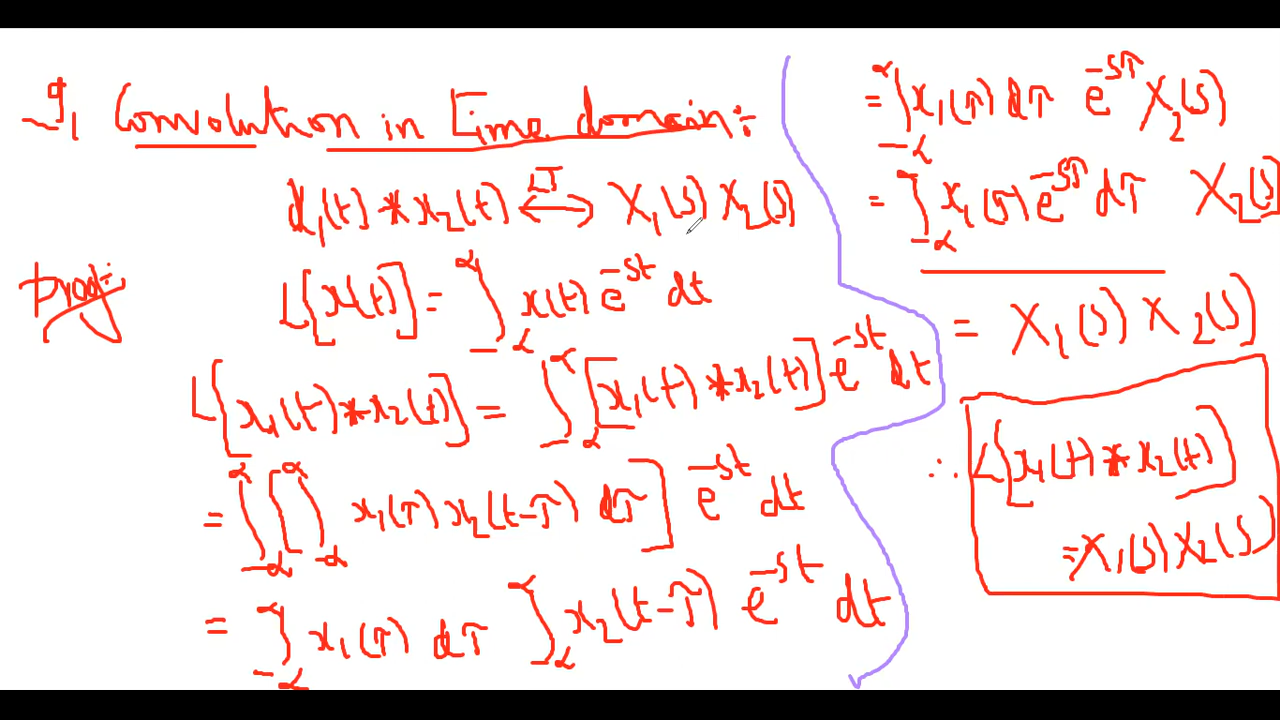 9, Convolution in Time domain:-
x₁(t) * x₂(t) ⟷ᴸᵀ X₁(s) X₂(s)
Proof:-
L[x(t)] = ∫_{-∞}^{∞} x(t) e^{-st} dt
L[x₁(t) * x₂(t)] = ∫_{-∞}^{∞} [x₁(t) * x₂(t)] e^{-st} dt
= ∫_{-∞}^{∞} [∫_{-∞}^{∞} x₁(τ) x₂(t-τ) dτ] e^{-st} dt
= ∫_{-∞}^{∞} x₁(τ) dτ ∫_{-∞}^{∞} x₂(t-τ) e^{-st} dt
= ∫_{-∞}^{∞} x₁(τ) dτ e^{-sτ} X₂(s)
= ∫_{-∞}^{∞} x₁(τ) e^{-sτ} dτ X₂(s)
= X₁(s) X₂(s)
∴ L[x₁(t) * x₂(t)]
= X₁(s) X₂(s)